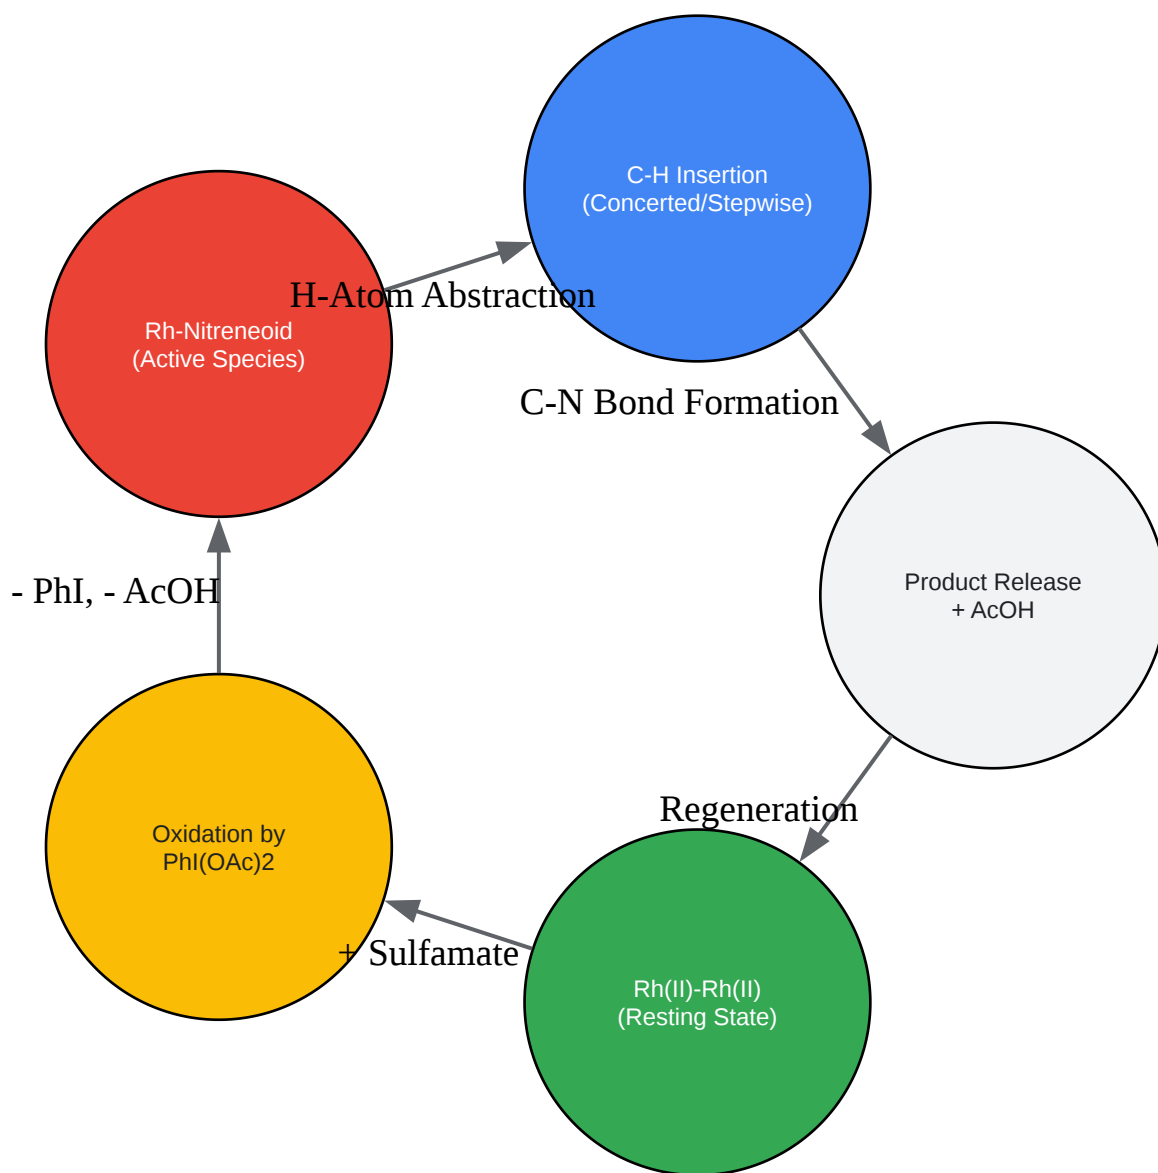 C-H Insertion
(Concerted/Stepwise)
H-Atom Abstraction
Rh-Nitreneoid
(Active Species)
C-N Bond Formation
Product Release
+ AcOH
- PhI, - AcOH
Regeneration
Oxidation by
PhI(OAc)2
+ Sulfamate
Rh(II)-Rh(II)
(Resting State)